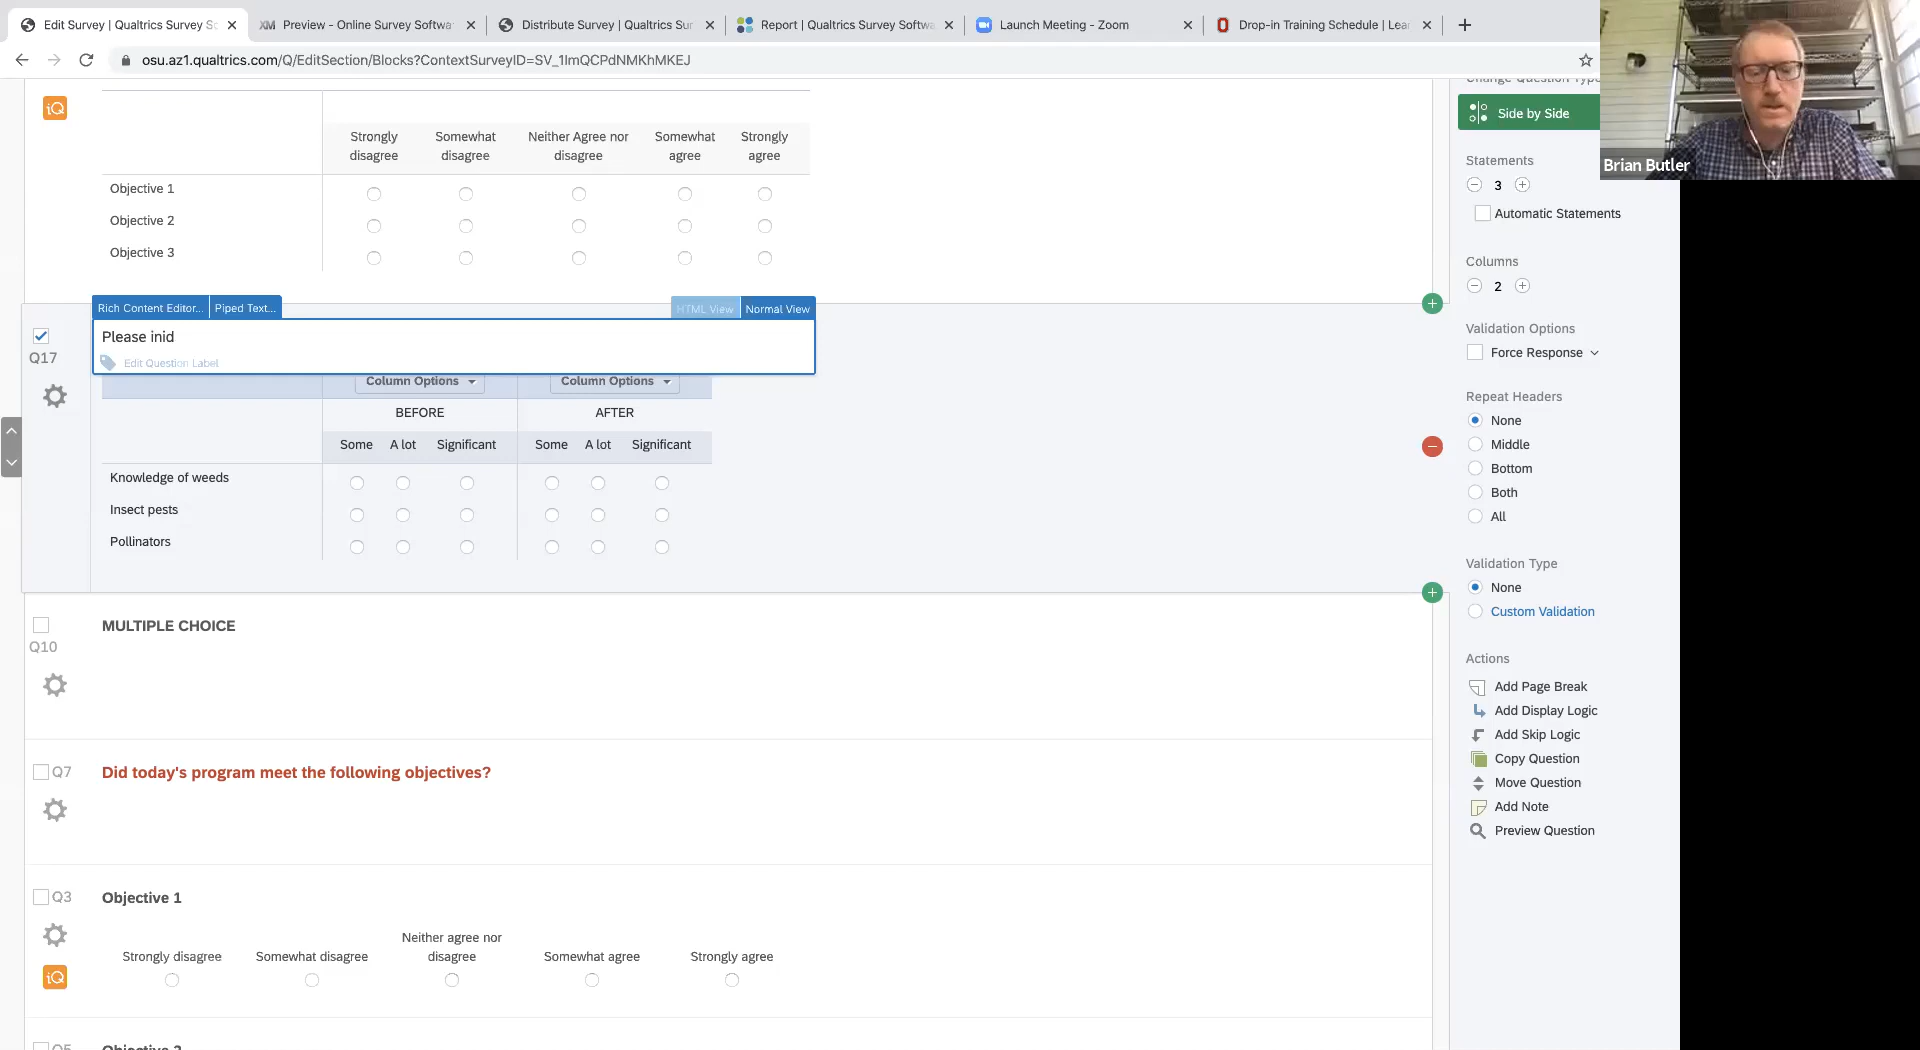 Edit Survey | Qualtrics Su
Preview - Online Survey Softwa
Distribute Survey | Qualtrics Sur
Report | Qualtrics Survey Softwa
Launch Meeting - Zoom
Drop-in Training Schedule | Lea
osu.az1.qualtrics.com/Q/EditSection/Blocks?ContextSurveyID=SV_1ImQCPdNMKhMKEJ
Brian Butler
Change Question Type
Side by Side
Statements
3
Automatic Statements
Columns
2
Validation Options
Force Response
Repeat Headers
None
Middle
Bottom
Both
All
Validation Type
None
Custom Validation
Actions
Add Page Break
Add Display Logic
Add Skip Logic
Copy Question
Move Question
Add Note
Preview Question
iQ
Strongly disagree
Somewhat disagree
Neither Agree nor disagree
Somewhat agree
Strongly agree
Objective 1
Objective 2
Objective 3
Rich Content Editor... Piped Text... HTML View Normal View
Q17
Please inid
Edit Question Label
Column Options Column Options
BEFORE AFTER
Some A lot Significant Some A lot Significant
Knowledge of weeds
Insect pests
Pollinators
Q10
MULTIPLE CHOICE
Q7 Did today's program meet the following objectives?
Q3 Objective 1
iQ
Strongly disagree
Somewhat disagree
Neither agree nor disagree
Somewhat agree
Strongly agree